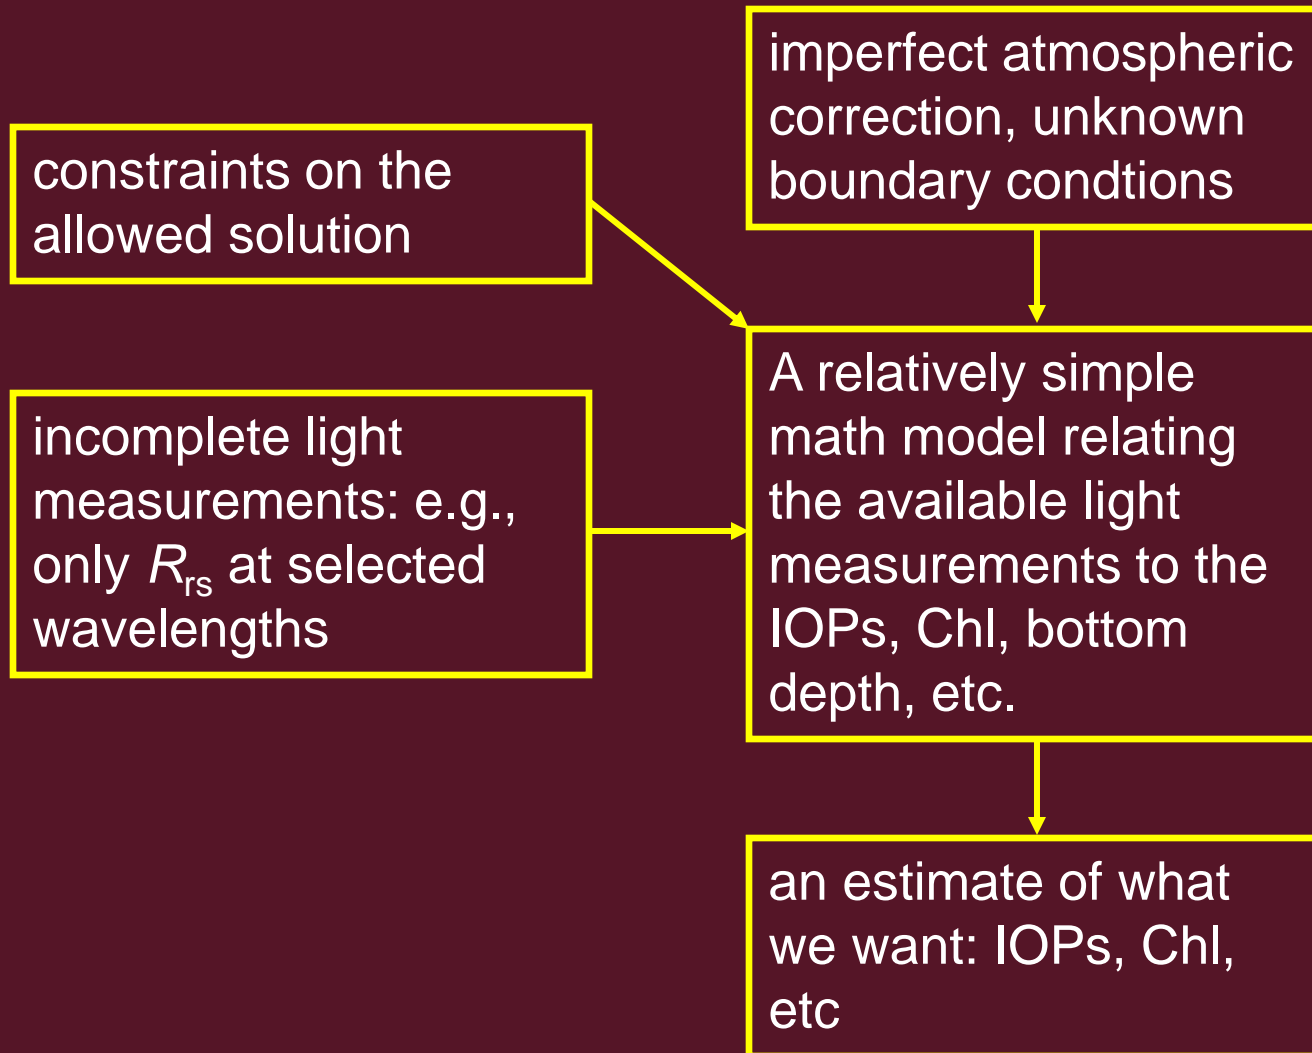 imperfect atmospheric
correction, unknown
boundary condtions
constraints on the
allowed solution
incomplete light
measurements: e.g.,
only Rrs at selected
wavelengths
A relatively simple
math model relating
the available light
measurements to the
IOPs, Chl, bottom
depth, etc.
an estimate of what
we want: IOPs, Chl,
etc